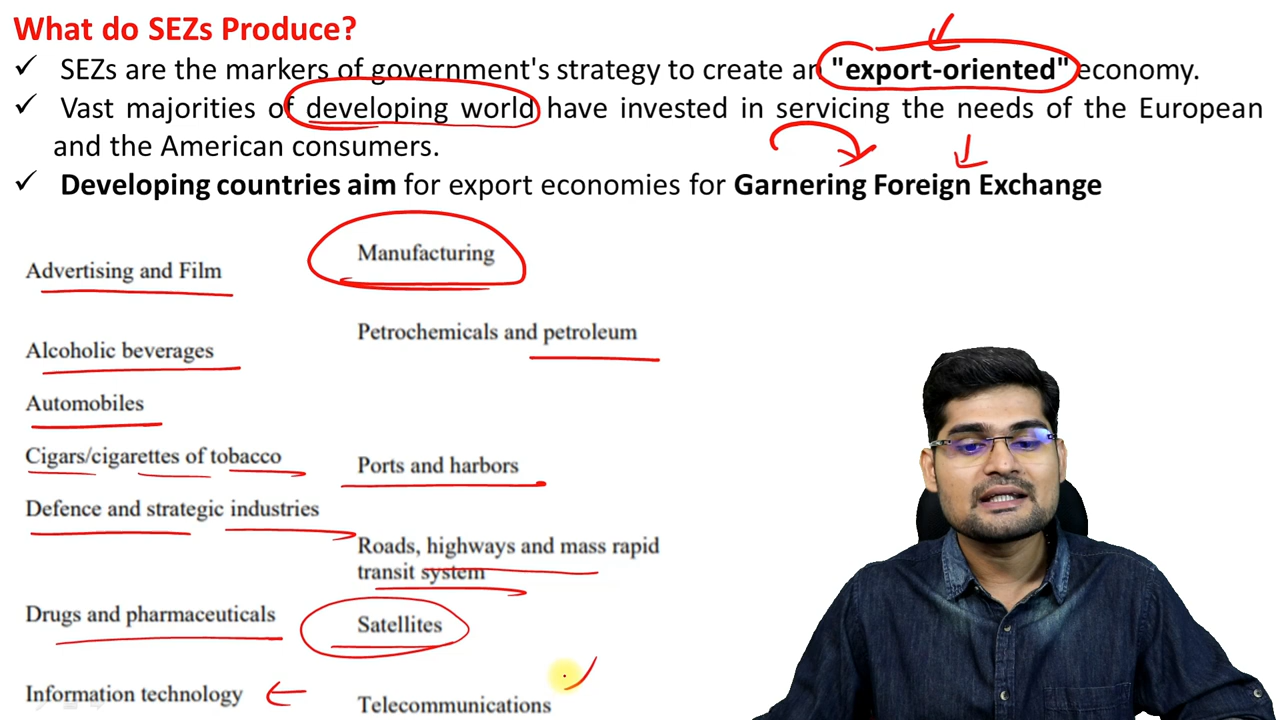 What do SEZs Produce?
✓ SEZs are the markers of government's strategy to create an "export-oriented" economy.
✓ Vast majorities of developing world have invested in servicing the needs of the European
and the American consumers.
✓ Developing countries aim for export economies for Garnering Foreign Exchange
Advertising and Film
Alcoholic beverages
Automobiles
Cigars/cigarettes of tobacco
Defence and strategic industries
Drugs and pharmaceuticals
Information technology
Manufacturing
Petrochemicals and petroleum
Ports and harbors
Roads, highways and mass rapid
transit system
Satellites
Telecommunications